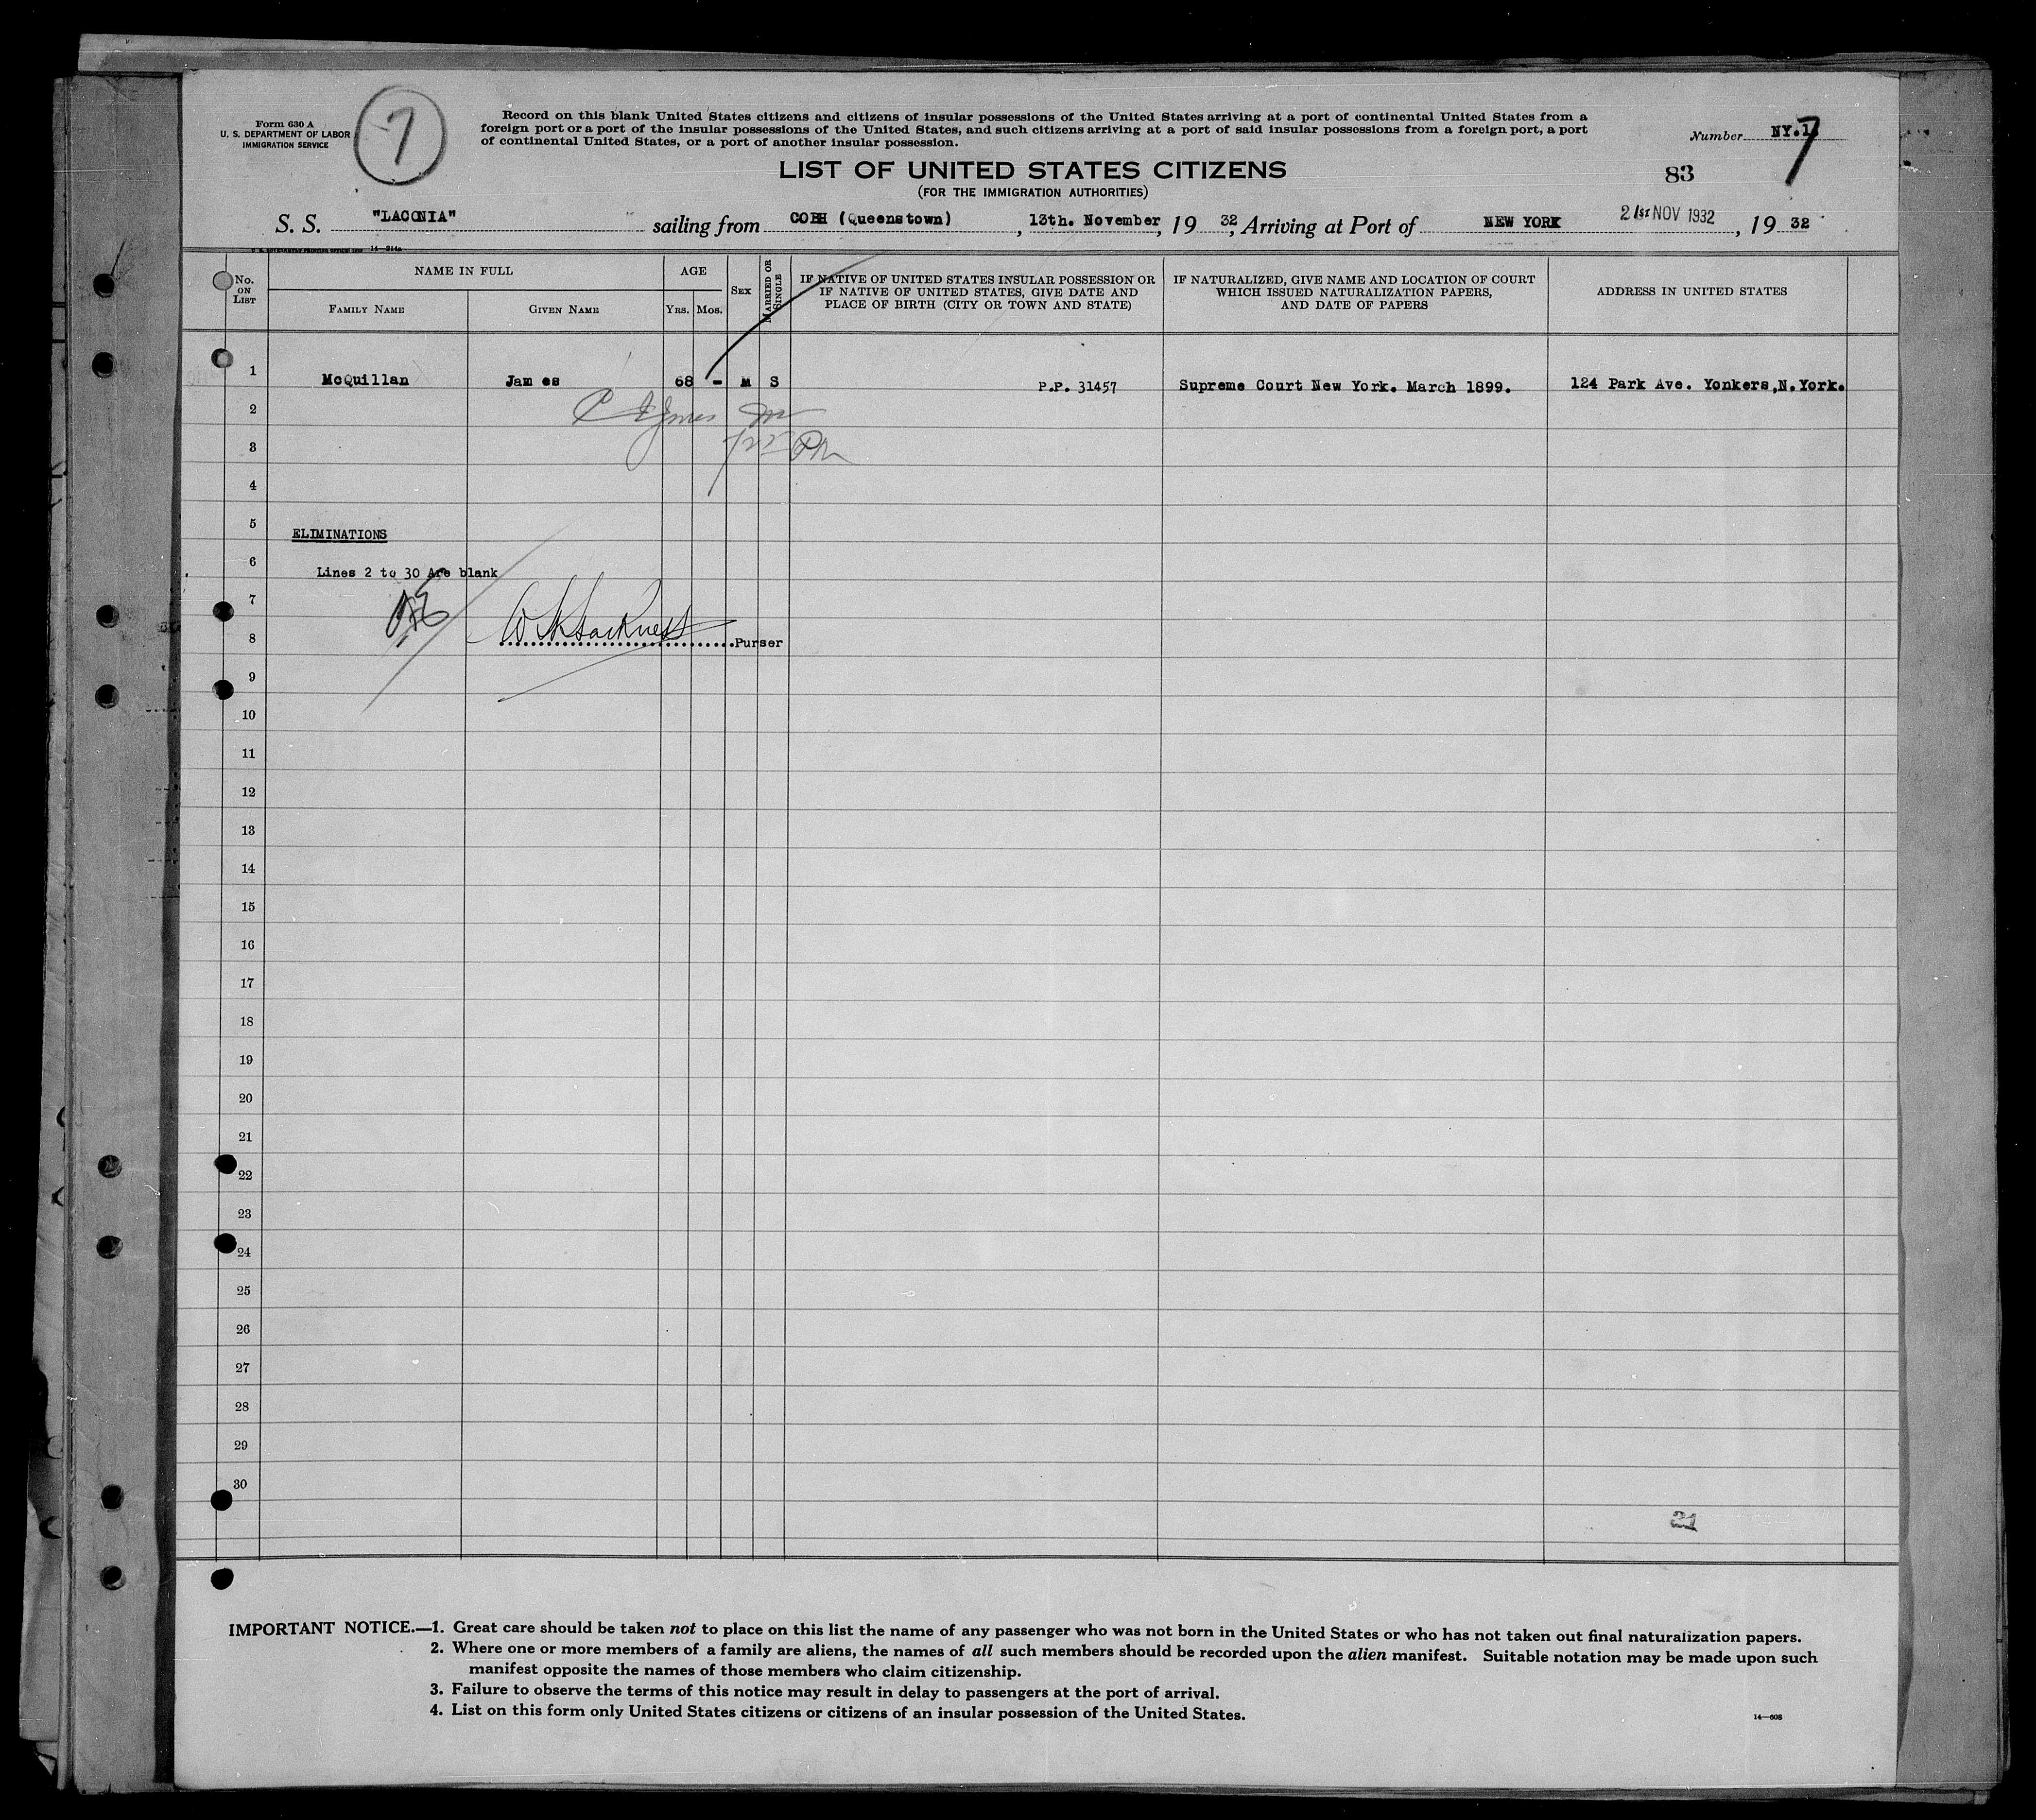 Form 630 A
U. S. DEPARTMENT OF LABOR
IMMIGRATION SERVICE
7
Record on this blank United States citizens and citizens of insular possessions of the United States arriving at a port of continental United States from a
foreign port or a port of the insular possessions of the United States, and such citizens arriving at a port of said insular possessions from a foreign port, a port
of continental United States, or a port of another insular possession.
Number NY.1
7
LIST OF UNITED STATES CITIZENS
83
(FOR THE IMMIGRATION AUTHORITIES)
S. S. "LACONIA" sailing from COBH (Queenstown), 13th. November, 19 32, Arriving at Port of NEW YORK 21st NOV 1932, 19 32
No. ON LIST
NAME IN FULL
FAMILY NAME
GIVEN NAME
AGE
YRS.
MOS.
SEX
MARRIED OR SINGLE
IF NATIVE OF UNITED STATES INSULAR POSSESSION OR
IF NATIVE OF UNITED STATES, GIVE DATE AND
PLACE OF BIRTH (CITY OR TOWN AND STATE)
IF NATURALIZED, GIVE NAME AND LOCATION OF COURT
WHICH ISSUED NATURALIZATION PAPERS,
AND DATE OF PAPERS
ADDRESS IN UNITED STATES
1 McQuillan Jam es 68 - M S P.P. 31457 Supreme Court New York. March 1899. 124 Park Ave. Yonkers,N.York.
2
3
4
5 ELIMINATIONS
6 Lines 2 to 30 Are blank
7
8 Purser
9
10
11
12
13
14
15
16
17
18
19
20
21
22
23
24
25
26
27
28
29
30
IMPORTANT NOTICE.—1. Great care should be taken not to place on this list the name of any passenger who was not born in the United States or who has not taken out final naturalization papers.
2. Where one or more members of a family are aliens, the names of all such members should be recorded upon the alien manifest. Suitable notation may be made upon such
manifest opposite the names of those members who claim citizenship.
3. Failure to observe the terms of this notice may result in delay to passengers at the port of arrival.
4. List on this form only United States citizens or citizens of an insular possession of the United States.
14—608